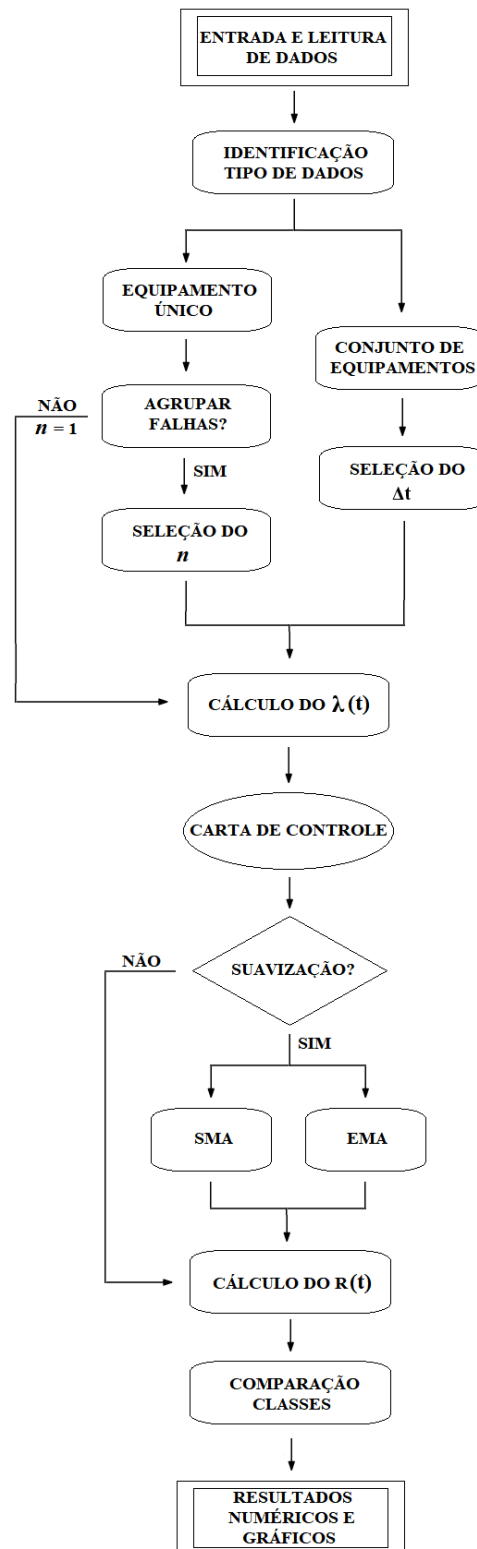 ENTRADA E LEITURA
DE DADOS
IDENTIFICAÇÃO
TIPO DE DADOS
EQUIPAMENTO
ÚNICO
CONJUNTO DE
EQUIPAMENTOS
NÃO
n = 1
AGRUPAR
FALHAS?
SIM
SELEÇÃO DO
Δt
SELEÇÃO DO
n
CÁLCULO DO λ(t)
CARTA DE CONTROLE
NÃO
SUAVIZAÇÃO?
SIM
SMA
EMA
CÁLCULO DO R(t)
COMPARAÇÃO
CLASSES
RESULTADOS
NUMÉRICOS E
GRÁFICOS